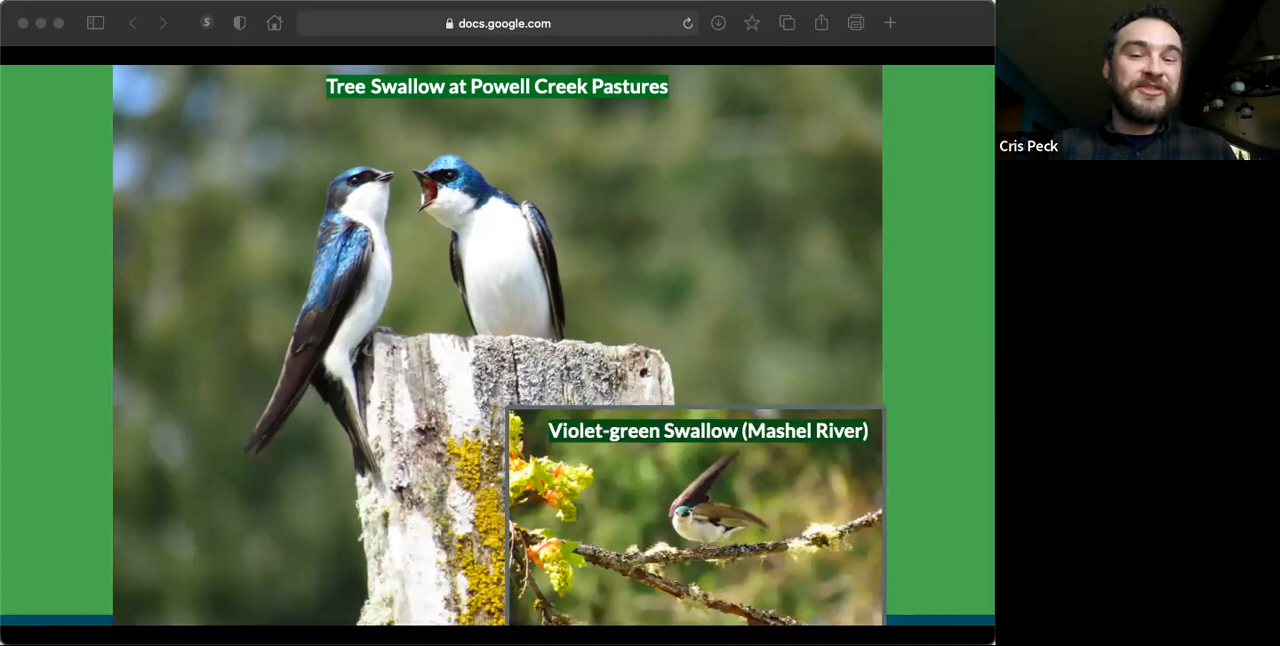 docs.google.com
Tree Swallow at Powell Creek Pastures
Cris Peck
Violet-green Swallow (Mashel River)